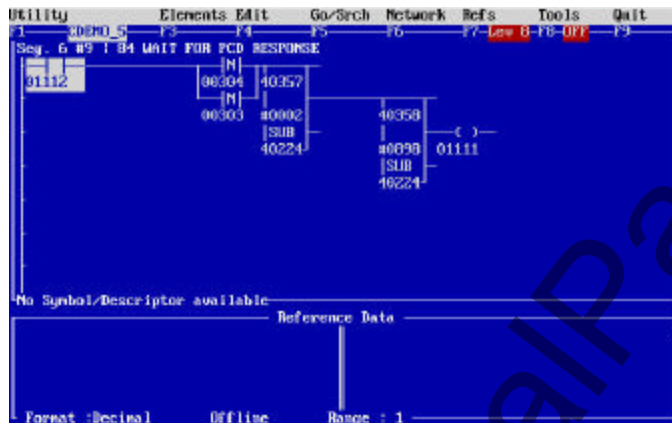 Utility Elements Edit Go/Srch Network Refs Tools Quit
F1 XDEMO_S F3 F4 F5 F6 F7-Lev 8-F8-OFF F9
Seg. 6 #9 | 84 WAIT FOR PCD RESPONSE
01112 N 00304 40357
N 00303 #0002 40358
SUB #0898 ( ) 01111
40224 SUB
40224
No Symbol/Descriptor available
Reference Data
Format :Decimal Offline Range : 1
alPa